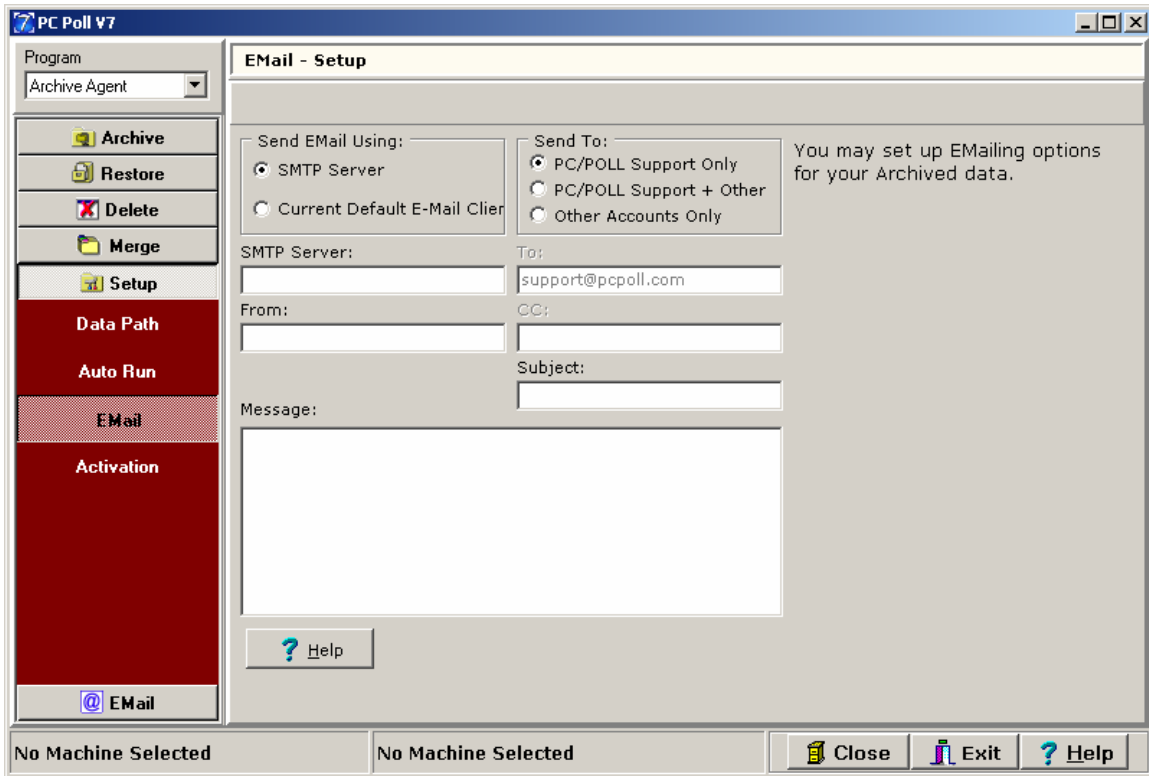 PC Poll V7
Program
Archive Agent
Archive
Restore
Delete
Merge
Setup
Data Path
Auto Run
EMail
Activation
EMail
EMail - Setup
Send EMail Using:
SMTP Server
Current Default E-Mail Clier
Send To:
PC/POLL Support Only
PC/POLL Support + Other
Other Accounts Only
You may set up EMailing options
for your Archived data.
SMTP Server:
To:
support@pcpoll.com
From:
CC:
Subject:
Message:
? Help
No Machine Selected
No Machine Selected
Close
Exit
? Help